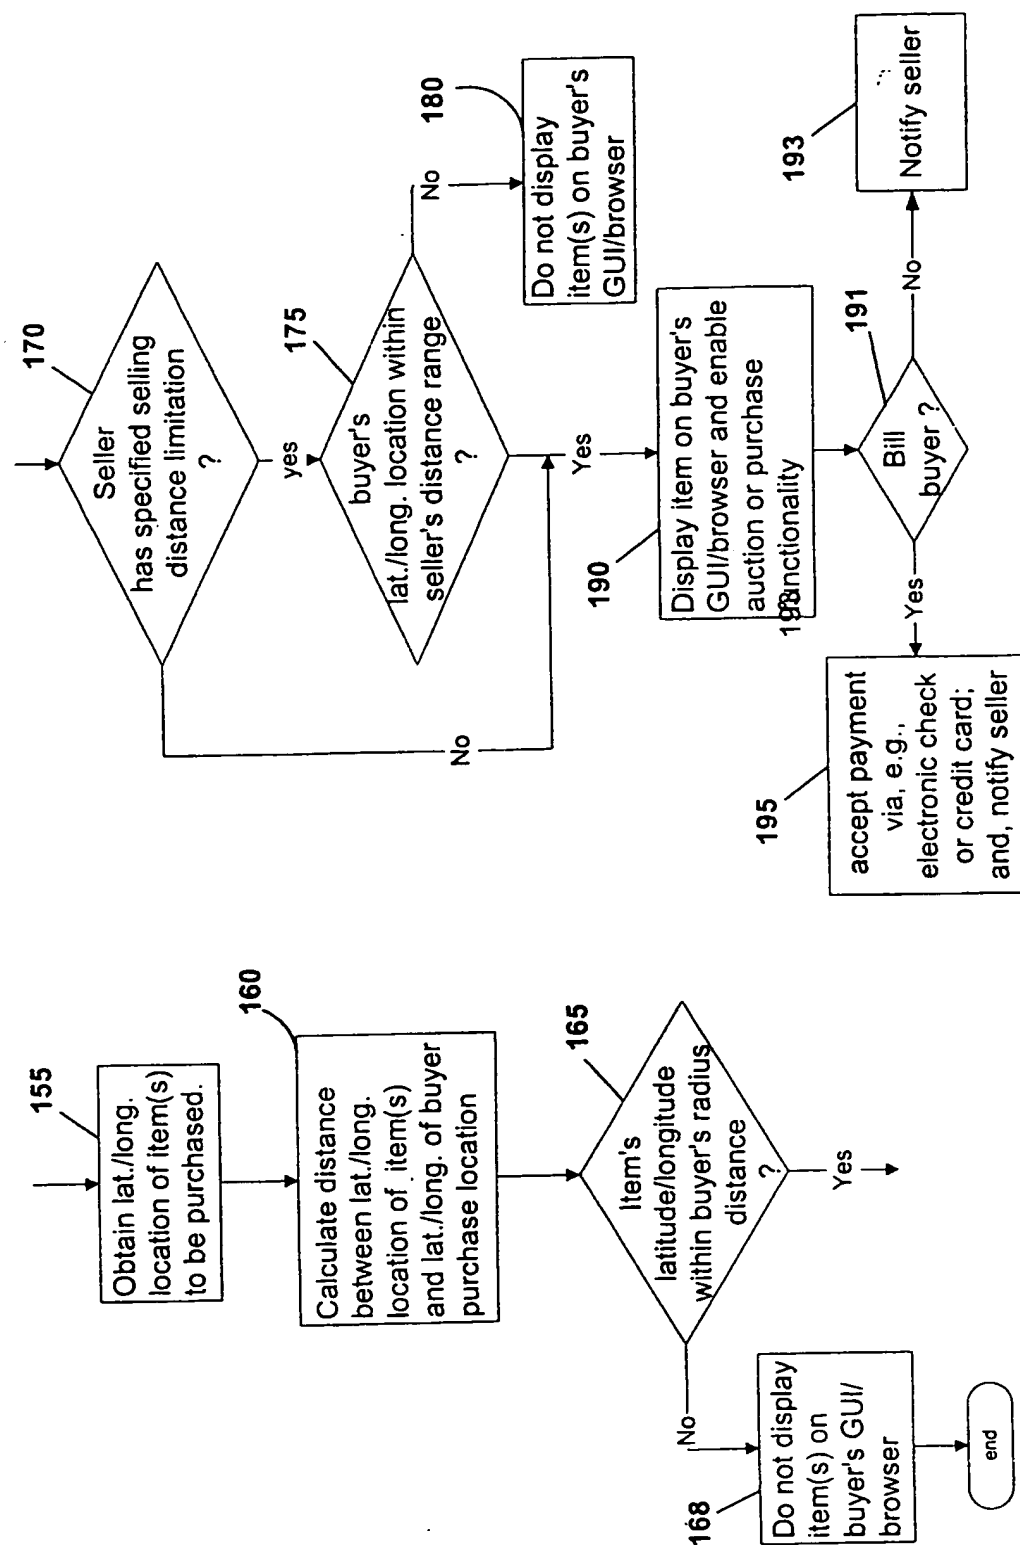 155
Obtain lat./long.
location of item(s)
to be purchased.
160
Calculate distance
between lat./long.
location of item(s)
and lat./long. of buyer
purchase location
165
Item's
latitude/longitude
within buyer's radius
distance
?
No
Yes
168
Do not display
item(s) on
buyer's GUI/
browser
end
170
Seller
has specified selling
distance limitation
?
yes
No
175
buyer's
lat./long. location within
seller's distance range
?
No
Yes
180
Do not display
item(s) on buyer's
GUI/browser
190
Display item on buyer's
GUI/browser and enable
auction or purchase
functionality
191
Bill
buyer ?
No
Yes
193
Notify seller
195
accept payment
via, e.g.,
electronic check
or credit card;
and, notify seller